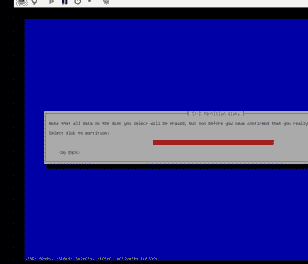 [!!] Partition disks
Note that all data on the disk you select will be erased, but not before you have confirmed that you really
Select disk to partition:
<Go Back>